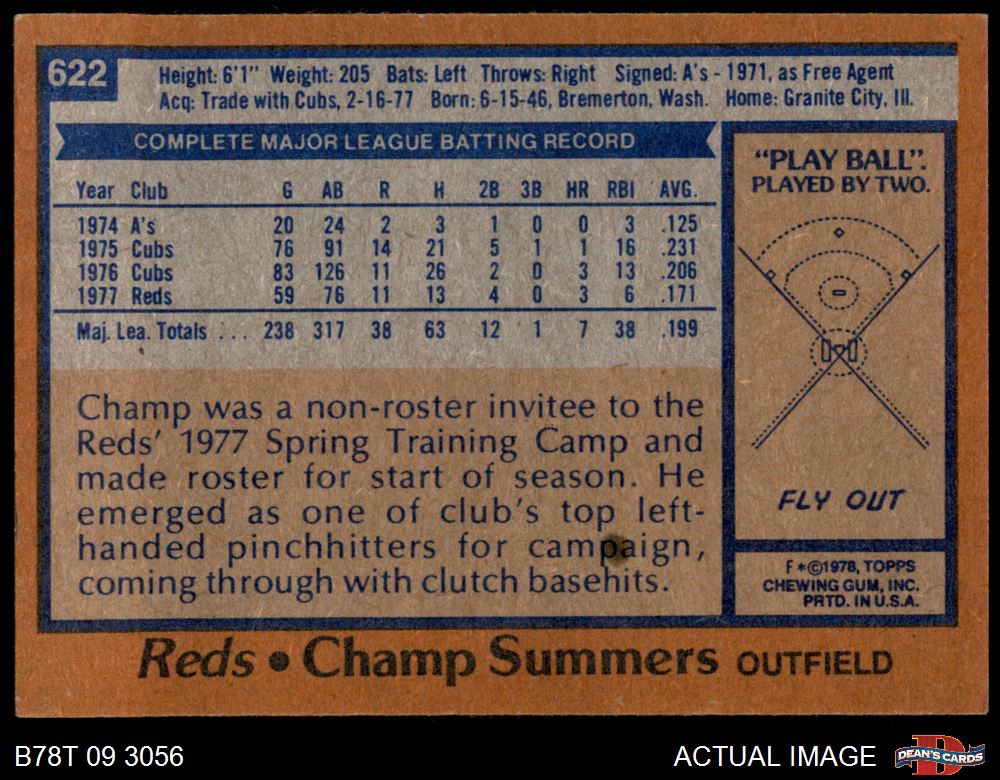 622
Height: 6'1" Weight: 205 Bats: Left Throws: Right Signed: A's - 1971, as Free Agent
Acq: Trade with Cubs, 2-16-77 Born: 6-15-46, Bremerton, Wash. Home: Granite City, Ill.
COMPLETE MAJOR LEAGUE BATTING RECORD
Year Club G AB R H 2B 3B HR RBI AVG.
1974 A's 20 24 2 3 1 0 0 3 .125
1975 Cubs 76 91 14 21 5 1 1 16 .231
1976 Cubs 83 126 11 26 2 0 3 13 .206
1977 Reds 59 76 11 13 4 0 3 6 .171
Maj. Lea. Totals ... 238 317 38 63 12 1 7 38 .199
Champ was a non-roster invitee to the
Reds' 1977 Spring Training Camp and
made roster for start of season. He
emerged as one of club's top left-
handed pinchhitters for campaign,
coming through with clutch basehits.
"PLAY BALL".
PLAYED BY TWO.
FLY OUT
F*©1978, TOPPS
CHEWING GUM, INC.
PRTD. IN U.S.A.
Reds • Champ Summers OUTFIELD
B78T 09 3056
ACTUAL IMAGE
D
DEAN'S CARDS